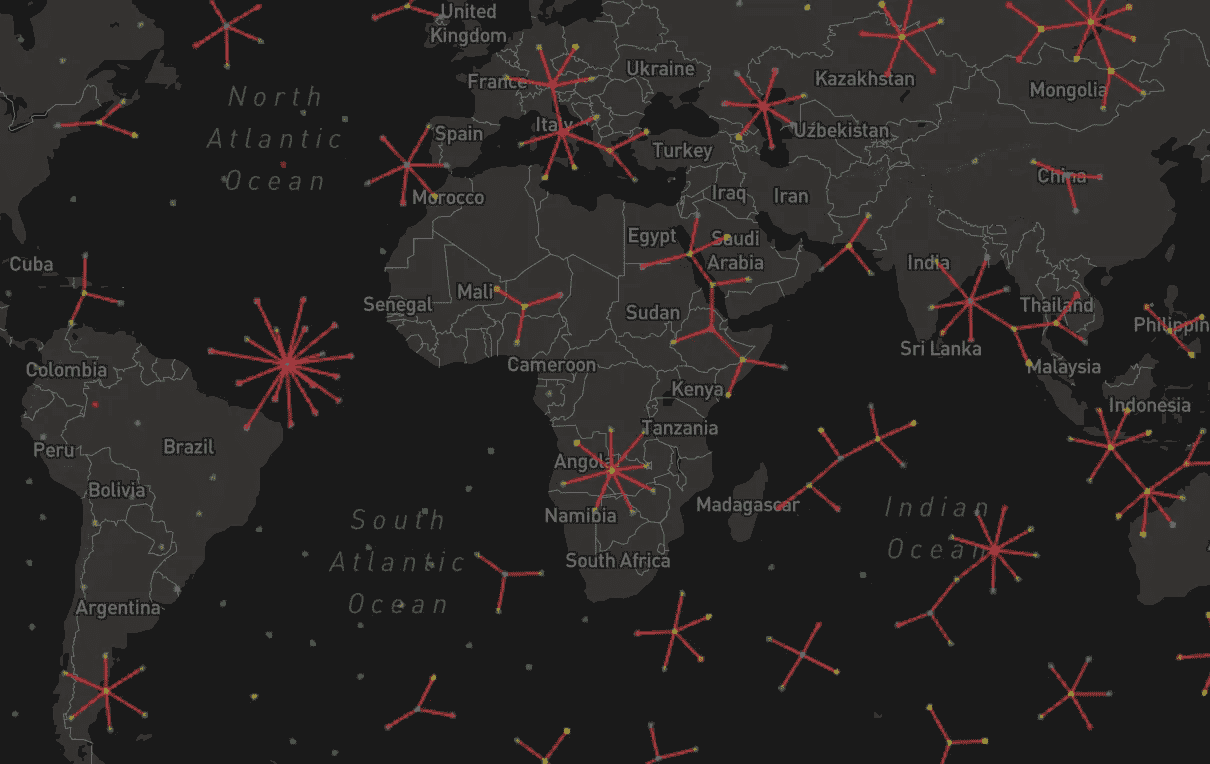 United
Kingdom
Ukraine
France
Kazakhstan
Mongolia
North
Atlantic
Ocean
Italy
Spain
Uzbekistan
Turkey
China
Morocco
Iraq
Iran
Egypt
Saudi
Arabia
India
Cuba
Mali
Senegal
Sudan
Thailand
Philippin
Sri Lanka
Cameroon
Malaysia
Colombia
Kenya
Indonesia
Tanzania
Peru
Brazil
Angola
Bolivia
Madagascar
Namibia
Indian
Ocean
South
Atlantic
Ocean
South Africa
Argentina